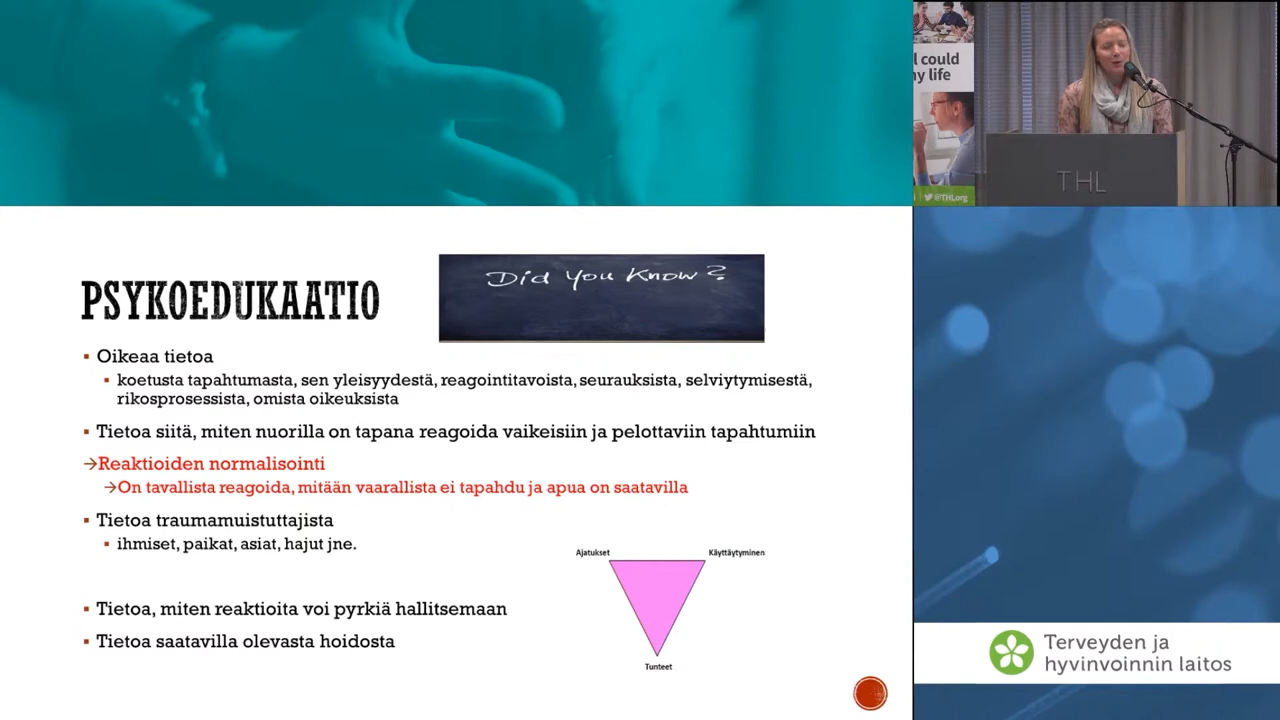 Did You Know?
PSYKOEDUKAATIO
Oikeaa tietoa
koetusta tapahtumasta, sen yleisyydestä, reagointitavoista, seurauksista, selviytymisestä,
rikosprosessista, omista oikeuksista
Tietoa siitä, miten nuorilla on tapana reagoida vaikeisiin ja pelottaviin tapahtumiin
→Reaktioiden normalisointi
→On tavallista reagoida, mitään vaarallista ei tapahdu ja apua on saatavilla
Tietoa traumamuistuttajista
ihmiset, paikat, asiat, hajut jne.
Tietoa, miten reaktioita voi pyrkiä hallitsemaan
Tietoa saatavilla olevasta hoidosta
Ajatukset
Käyttäytyminen
Tunteet
I could
my life
@THLorg
THL
Terveyden ja
hyvinvoinnin laitos